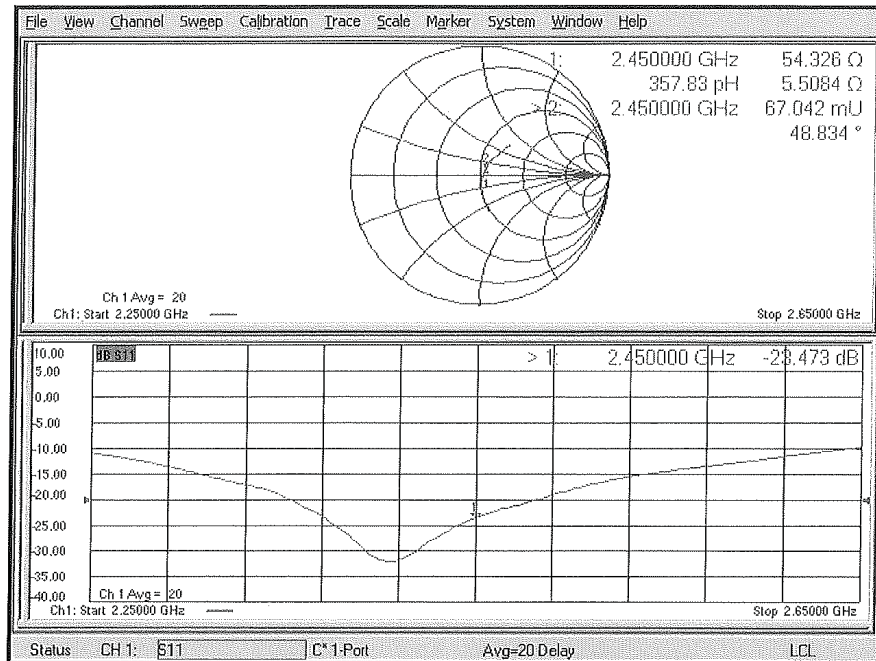 File View Channel Sweep Calibration Trace Scale Marker System Window Help
1: 2.450000 GHz 54.326 Ω
357.83 pH 5.5084 Ω
> 2: 2.450000 GHz 67.042 mU
48.834 °
Ch 1 Avg = 20
Ch1: Start 2.25000 GHz
Stop 2.65000 GHz
10.00
dB S11
> 1: 2.450000 GHz -23.473 dB
5.00
0.00
-5.00
-10.00
-15.00
-20.00
-25.00
-30.00
-35.00
-40.00
1
Ch 1 Avg = 20
Ch1: Start 2.25000 GHz
Stop 2.65000 GHz
Status CH 1: S11 C* 1-Port Avg=20 Delay LCL